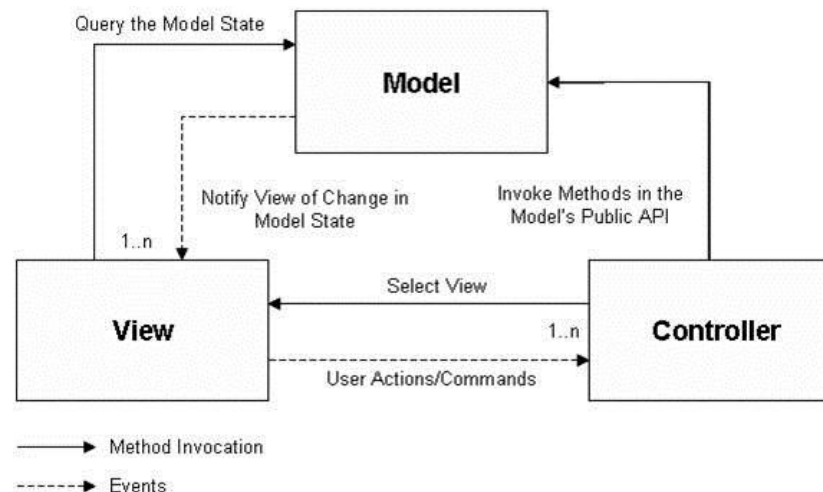 Query the Model State
Model
Notify View of Change in
Model State
Invoke Methods in the
Model's Public API
1..n
Select View
View
1..n
Controller
User Actions/Commands
Method Invocation
Events